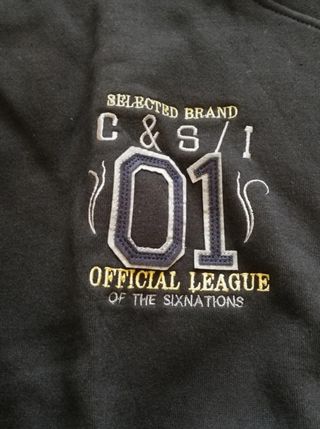 SELECTED BRAND
C & S / I
01
OFFICIAL LEAGUE
OF THE SIXNATIONS